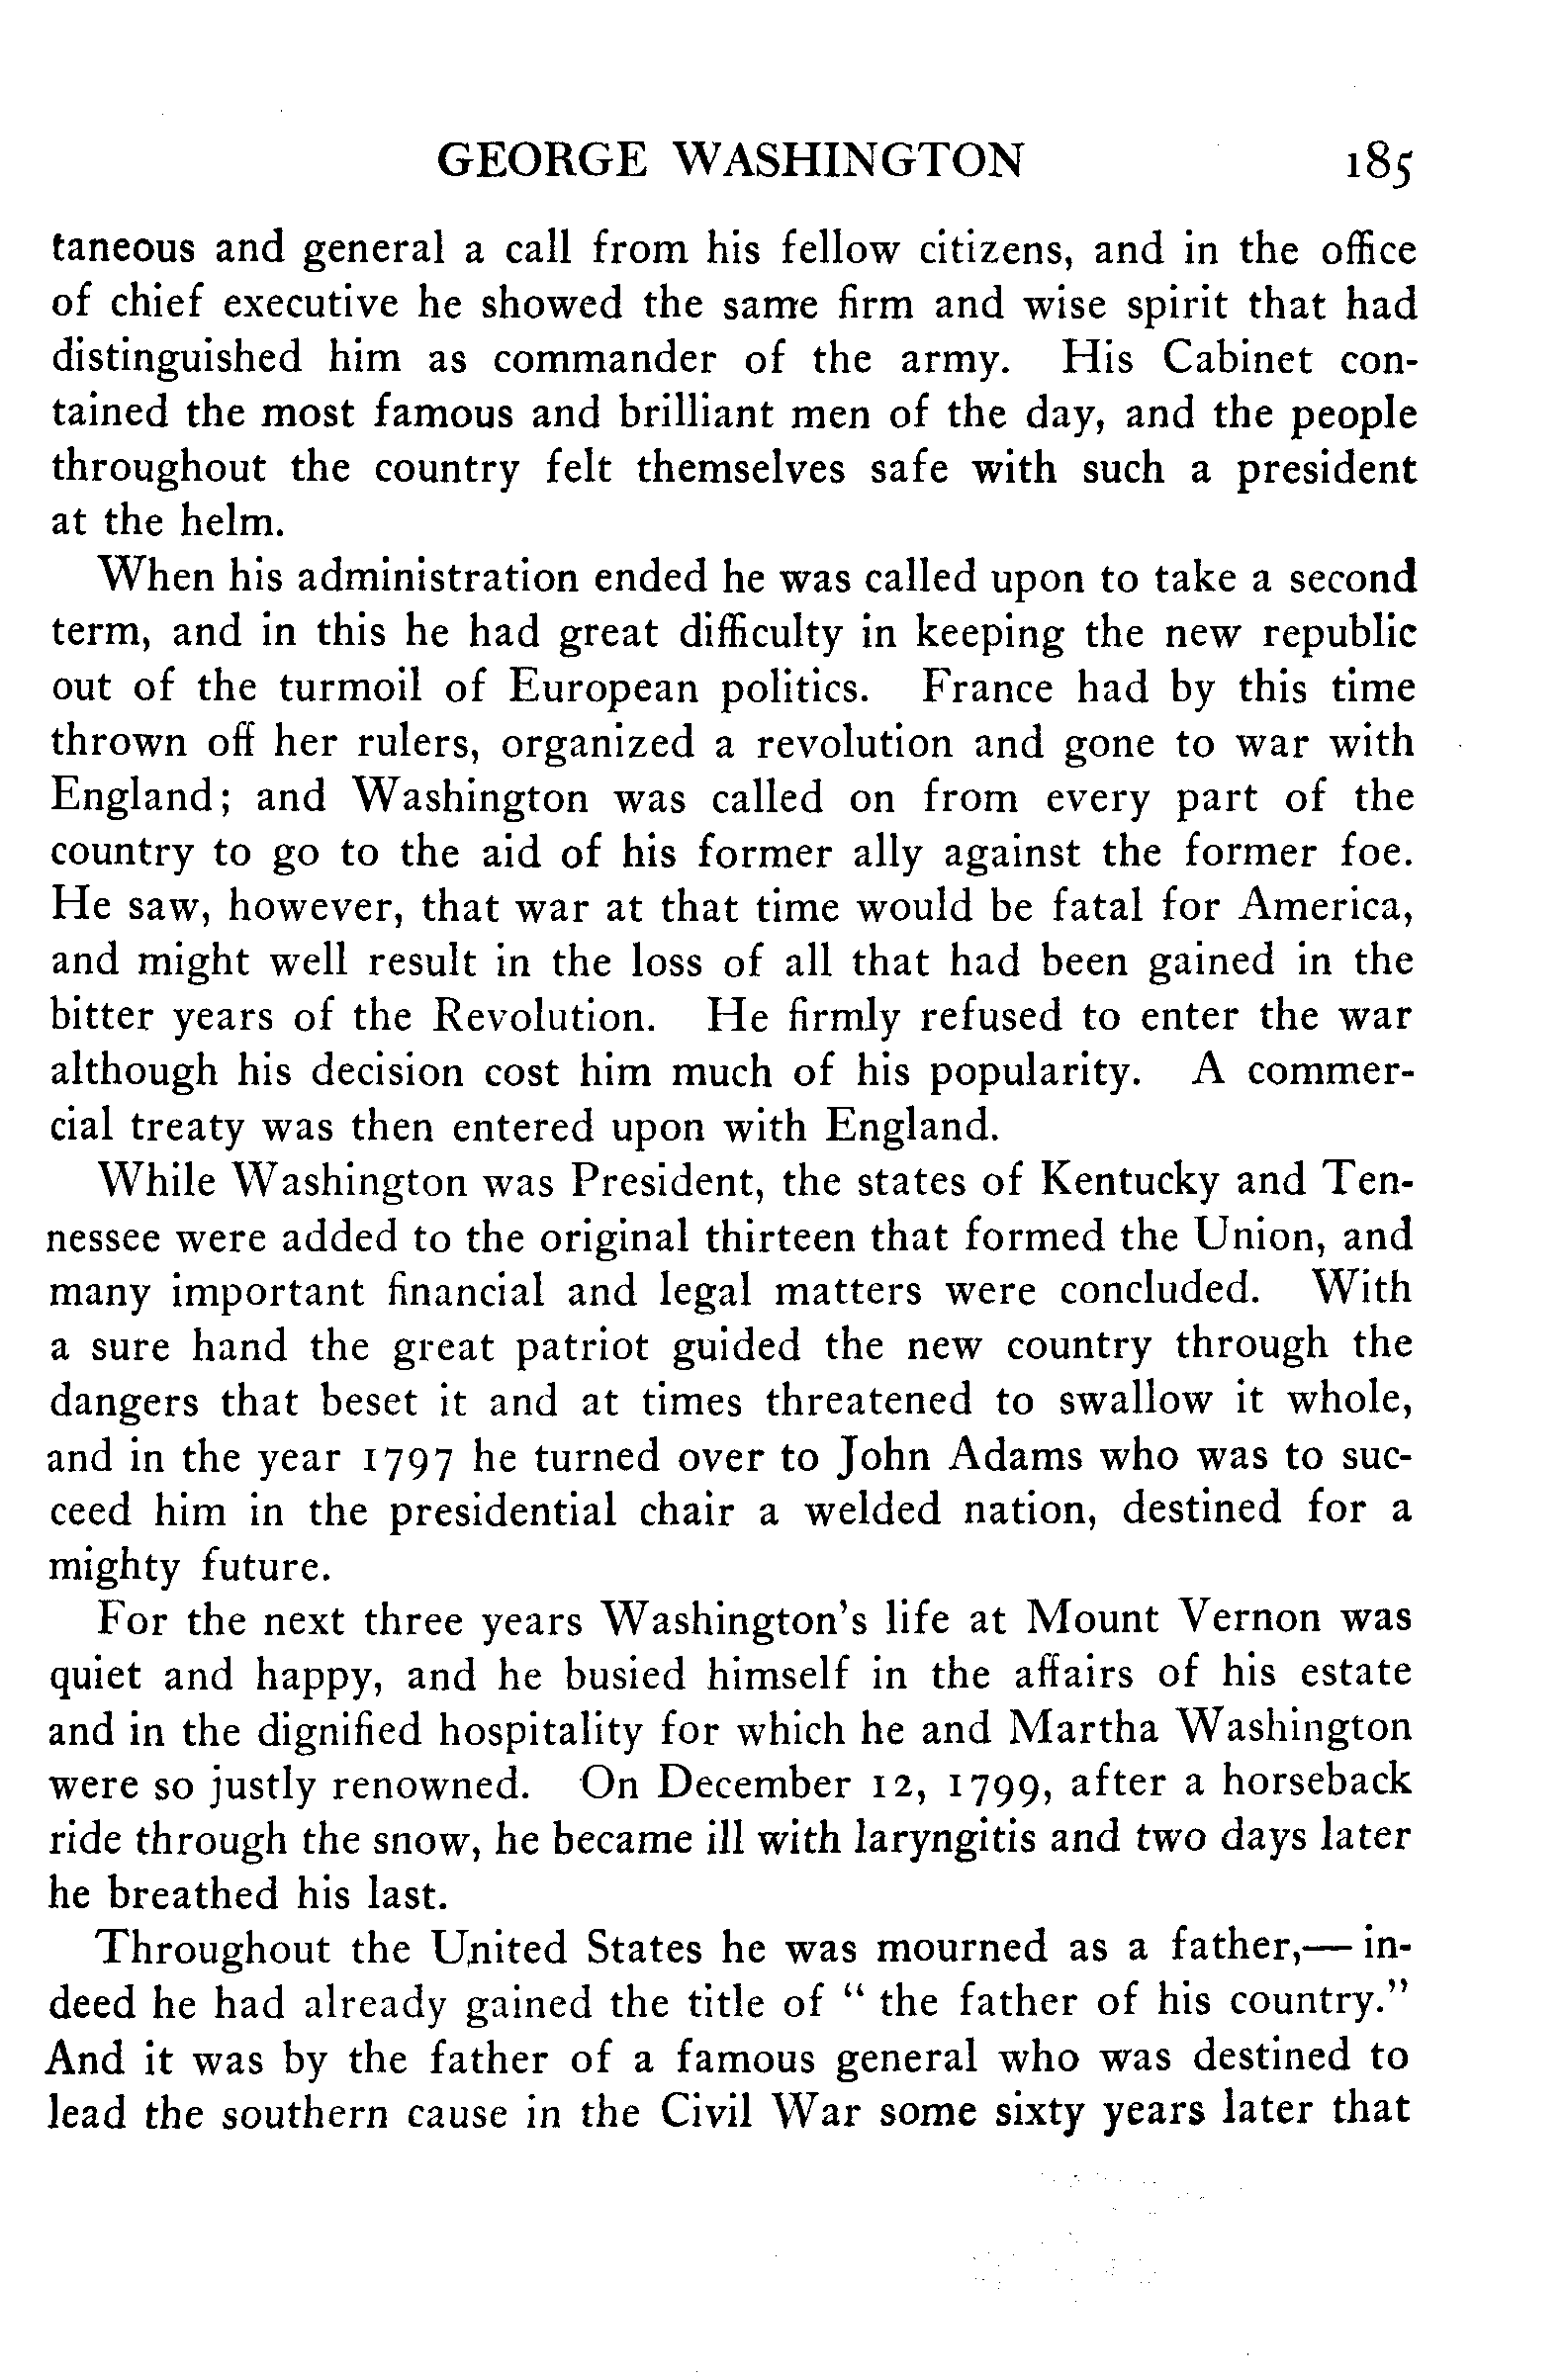 GEORGE WASHINGTON 185
taneous and general a call from his fellow citizens, and in the office
of chief executive he showed the same firm and wise spirit that had
distinguished him as commander of the army. His Cabinet con-
tained the most famous and brilliant men of the day, and the people
throughout the country felt themselves safe with such a president
at the helm.
When his administration ended he was called upon to take a second
term, and in this he had great difficulty in keeping the new republic
out of the turmoil of European politics. France had by this time
thrown off her rulers, organized a revolution and gone to war with
England; and Washington was called on from every part of the
country to go to the aid of his former ally against the former foe.
He saw, however, that war at that time would be fatal for America,
and might well result in the loss of all that had been gained in the
bitter years of the Revolution. He firmly refused to enter the war
although his decision cost him much of his popularity. A commer-
cial treaty was then entered upon with England.
While Washington was President, the states of Kentucky and Ten-
nessee were added to the original thirteen that formed the Union, and
many important financial and legal matters were concluded. With
a sure hand the great patriot guided the new country through the
dangers that beset it and at times threatened to swallow it whole,
and in the year 1797 he turned over to John Adams who was to suc-
ceed him in the presidential chair a welded nation, destined for a
mighty future.
For the next three years Washington's life at Mount Vernon was
quiet and happy, and he busied himself in the affairs of his estate
and in the dignified hospitality for which he and Martha Washington
were so justly renowned. On December 12, 1799, after a horseback
ride through the snow, he became ill with laryngitis and two days later
he breathed his last.
Throughout the United States he was mourned as a father,— in-
deed he had already gained the title of " the father of his country."
And it was by the father of a famous general who was destined to
lead the southern cause in the Civil War some sixty years later that